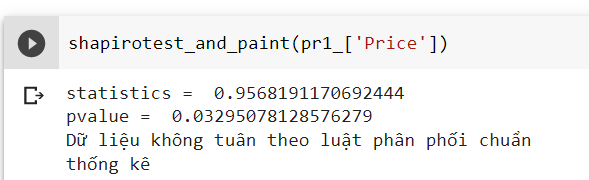 shapirotest_and_paint(pr1_['Price'])
statistics =  0.9568191170692444
pvalue =  0.03295078128576279
Dữ liệu không tuân theo luật phân phối chuẩn
thống kê